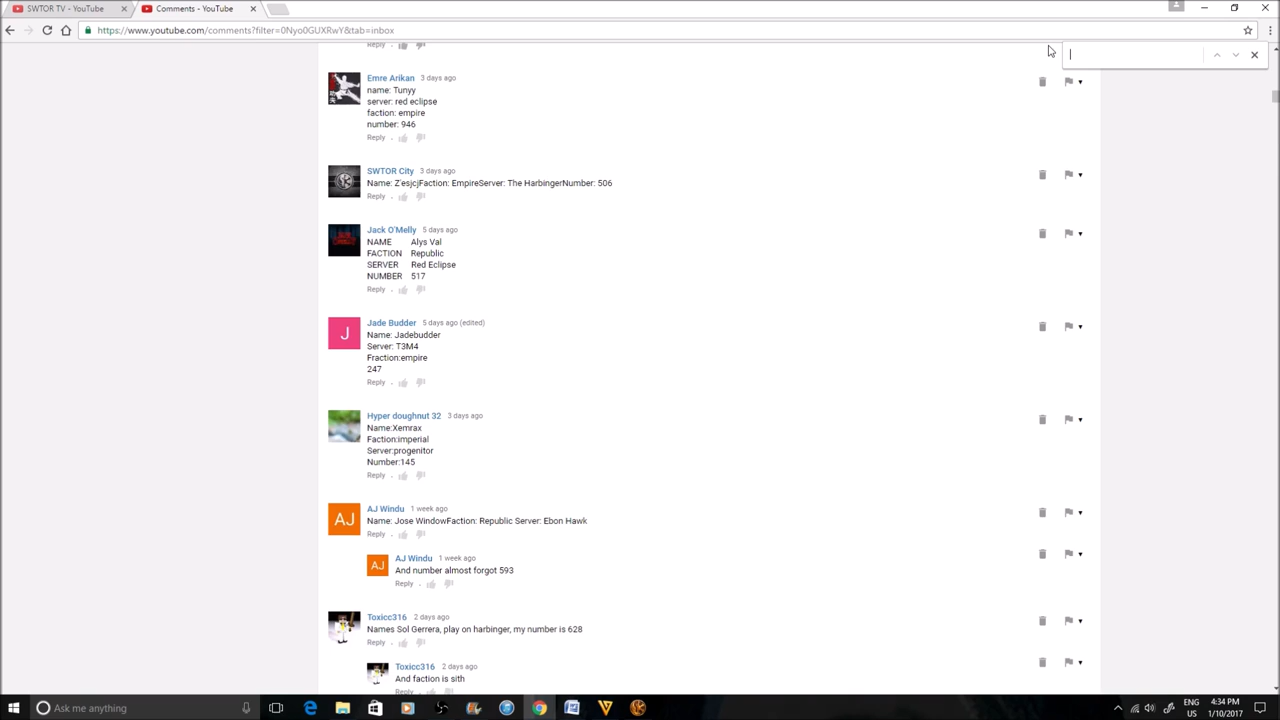 SWTOR TV - YouTube
Comments - YouTube
https://www.youtube.com/comments?filter=0Nyo0GUXRwY&tab=inbox
Reply
Emre Arikan 3 days ago
name: Tunyy
server: red eclipse
faction: empire
number: 946
Reply
SWTOR City 3 days ago
Name: Z'esjcjFaction: EmpireServer: The HarbingerNumber: 506
Reply
Jack O'Melly 5 days ago
NAME Alys Val
FACTION Republic
SERVER Red Eclipse
NUMBER 517
Reply
Jade Budder 5 days ago (edited)
Name: Jadebudder
Server: T3M4
Fraction:empire
247
Reply
J
Hyper doughnut 32 3 days ago
Name:Xemrax
Faction:imperial
Server:progenitor
Number:145
Reply
AJ Windu 1 week ago
Name: Jose WindowFaction: Republic Server: Ebon Hawk
Reply
AJ
AJ Windu 1 week ago
And number almost forgot 593
Reply
AJ
Toxicc316 2 days ago
Names Sol Gerrera, play on harbinger, my number is 628
Reply
Toxicc316 2 days ago
And faction is sith
Reply
Ask me anything
ENG
US
4:34 PM
1/10/2017